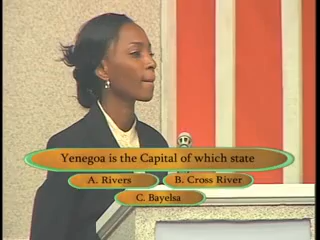 Yenegoa is the Capital of which state
A. Rivers
B. Cross River
C. Bayelsa